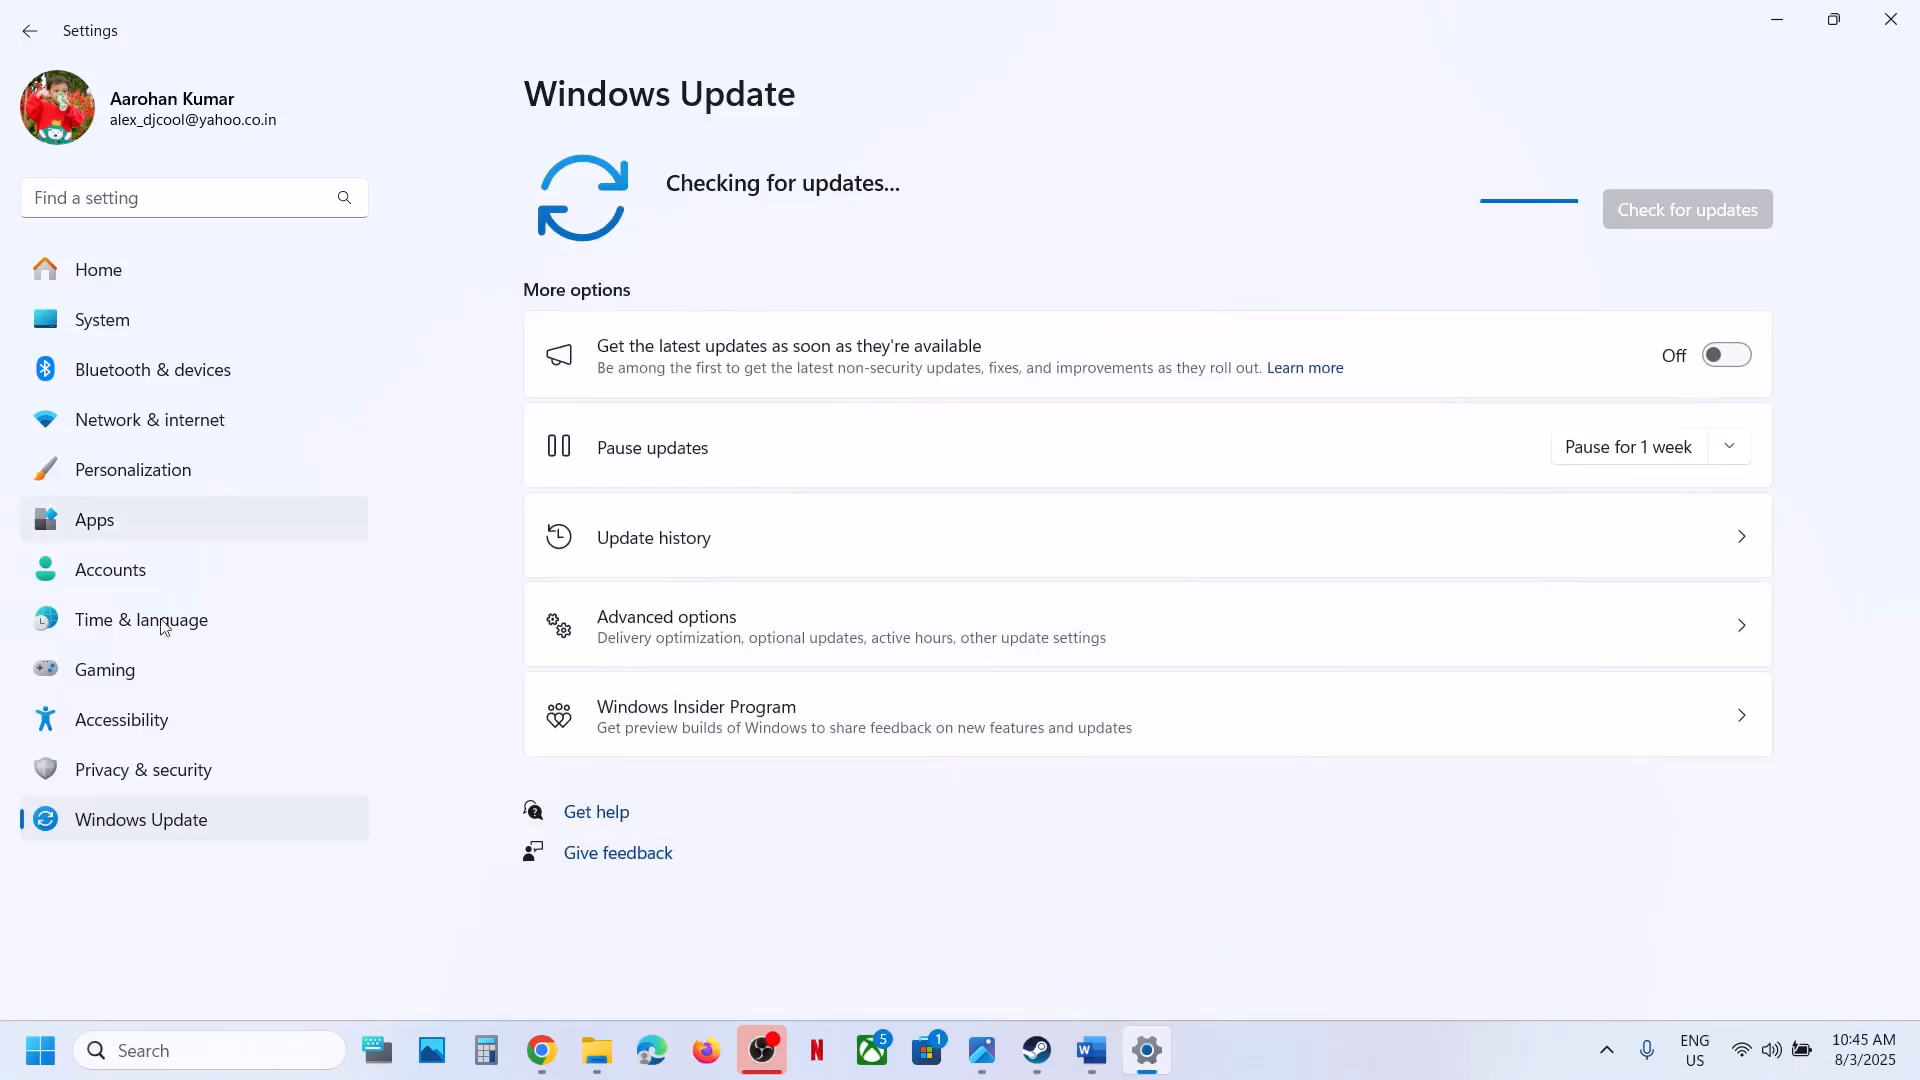 Settings
Aarohan Kumar
alex_djcool@yahoo.co.in
Find a setting
Home
System
Bluetooth & devices
Network & internet
Personalization
Apps
Accounts
Time & language
Gaming
Accessibility
Privacy & security
Windows Update
Windows Update
Checking for updates...
Check for updates
More options
Get the latest updates as soon as they're available
Be among the first to get the latest non-security updates, fixes, and improvements as they roll out. Learn more
Off
Pause updates
Pause for 1 week
Update history
Advanced options
Delivery optimization, optional updates, active hours, other update settings
Windows Insider Program
Get preview builds of Windows to share feedback on new features and updates
Get help
Give feedback
Search
N
5
1
W
ENG
US
10:45 AM
8/3/2025